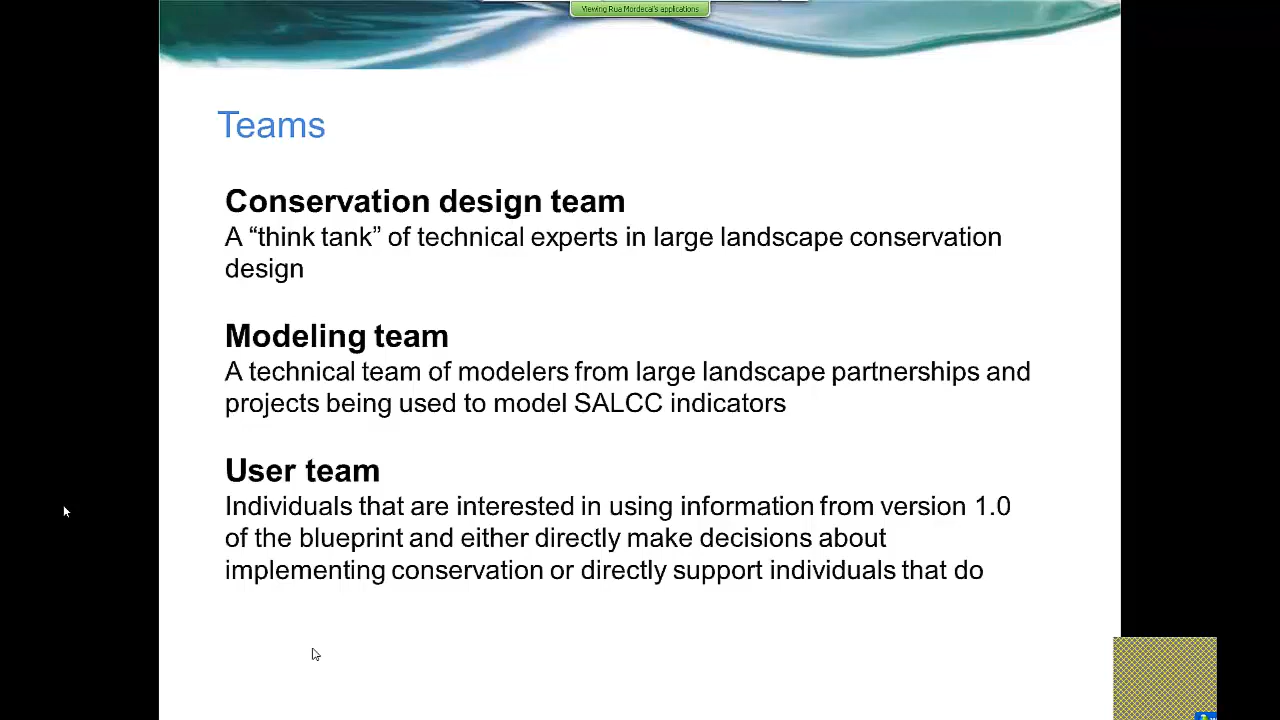 Viewing Rua Mordecai's applications
Teams
Conservation design team
A “think tank” of technical experts in large landscape conservation
design
Modeling team
A technical team of modelers from large landscape partnerships and
projects being used to model SALCC indicators
User team
Individuals that are interested in using information from version 1.0
of the blueprint and either directly make decisions about
implementing conservation or directly support individuals that do